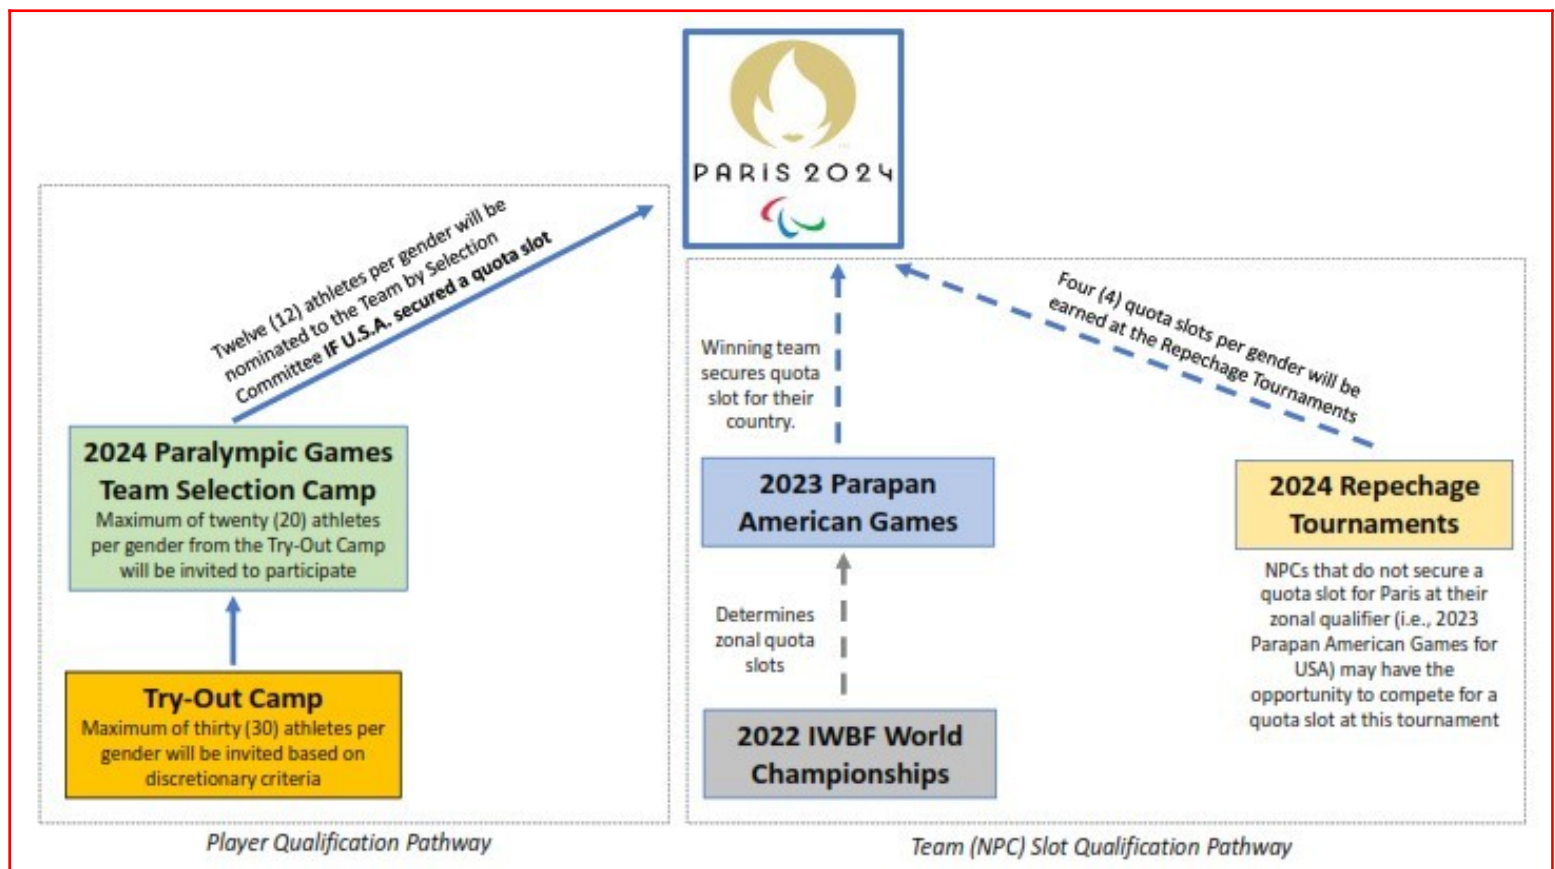 PARIS 2024
Twelve (12) athletes per gender will be
nominated to the Team by Selection
Committee IF U.S.A. secured a quota slot
2024 Paralympic Games
Team Selection Camp
Maximum of twenty (20) athletes
per gender from the Try-Out Camp
will be invited to participate
Try-Out Camp
Maximum of thirty (30) athletes per
gender will be invited based on
discretionary criteria
Player Qualification Pathway
Winning team
secures quota
slot for their
country.
2023 Parapan
American Games
Determines
zonal quota
slots
2022 IWBF World
Championships
Four (4) quota slots per gender will be
earned at the Repechage Tournaments
2024 Repechage
Tournaments
NPCs that do not secure a
quota slot for Paris at their
zonal qualifier (i.e., 2023
Parapan American Games for
USA) may have the
opportunity to compete for a
quota slot at this tournament
Team (NPC) Slot Qualification Pathway